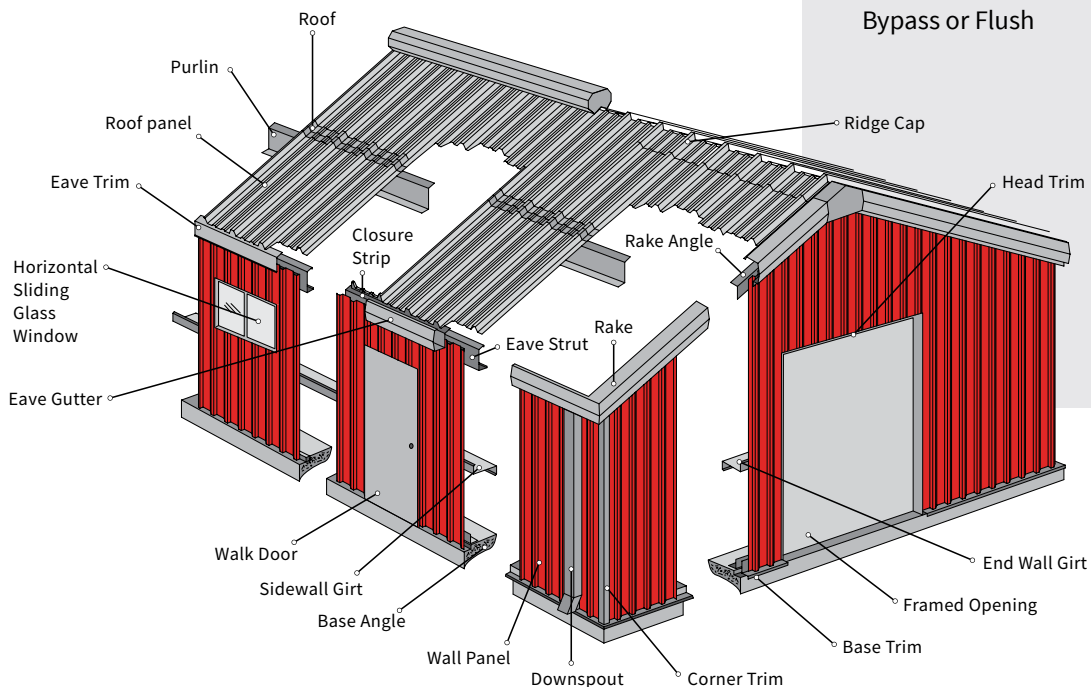 Bypass or Flush
Roof
Purlin
Roof panel
Ridge Cap
Eave Trim
Head Trim
Closure
Strip
Rake Angle
Horizontal
Sliding
Glass
Window
Rake
Eave Strut
Eave Gutter
Walk Door
End Wall Girt
Sidewall Girt
Framed Opening
Base Angle
Base Trim
Wall Panel
Downspout
Corner Trim